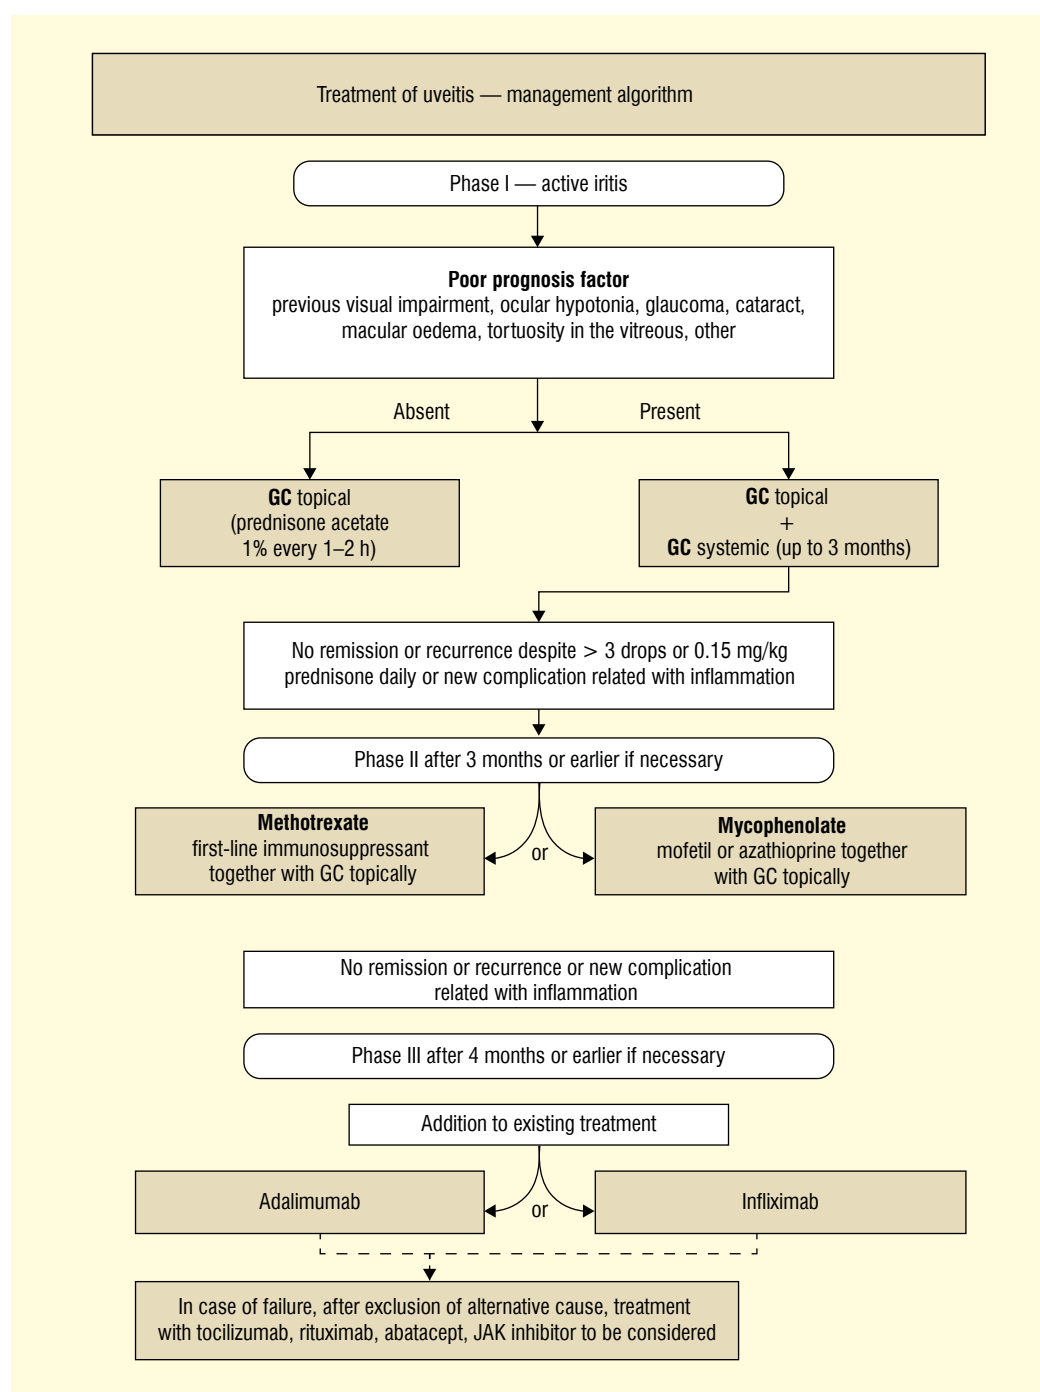 Treatment of uveitis — management algorithm
Phase I — active iritis
Poor prognosis factor
previous visual impairment, ocular hypotonia, glaucoma, cataract,
macular oedema, tortuosity in the vitreous, other
Absent
Present
GC topical
(prednisone acetate
1% every 1–2 h)
GC topical
+
GC systemic (up to 3 months)
No remission or recurrence despite > 3 drops or 0.15 mg/kg
prednisone daily or new complication related with inflammation
Phase II after 3 months or earlier if necessary
Methotrexate
first-line immunosuppressant
together with GC topically
or
Mycophenolate
mofetil or azathioprine together
with GC topically
No remission or recurrence or new complication
related with inflammation
Phase III after 4 months or earlier if necessary
Addition to existing treatment
Adalimumab
or
Infliximab
In case of failure, after exclusion of alternative cause, treatment
with tocilizumab, rituximab, abatacept, JAK inhibitor to be considered